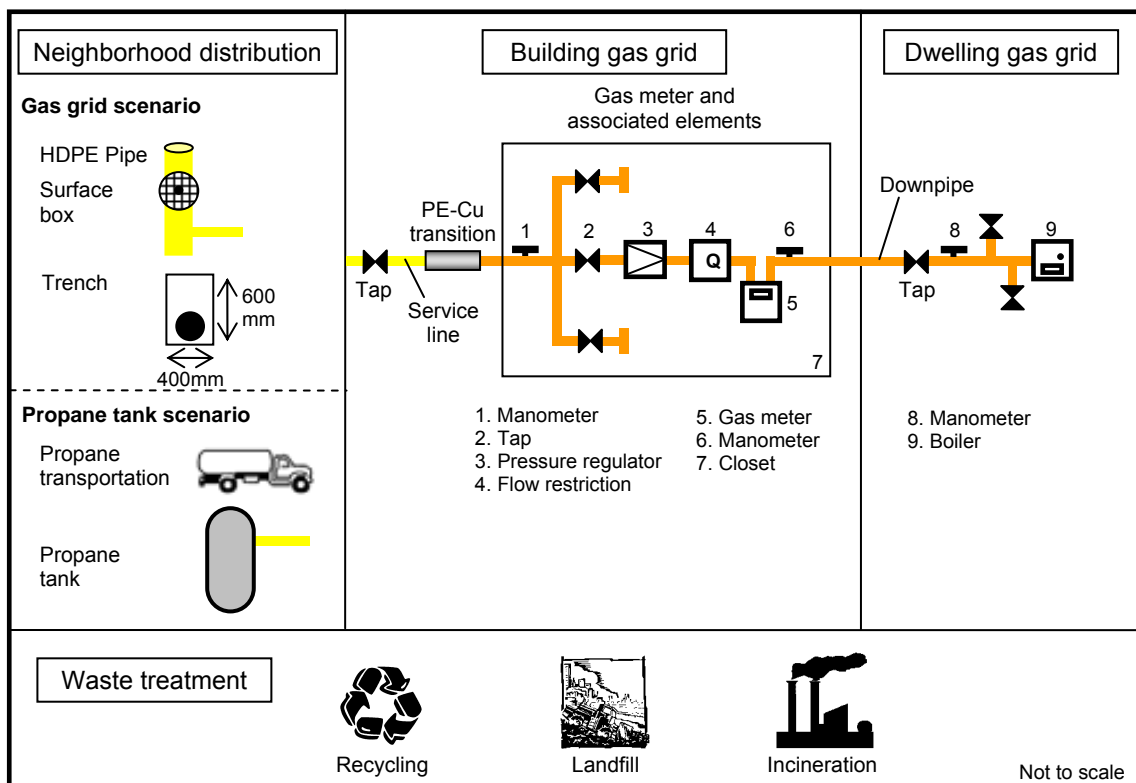 Neighborhood distribution
Gas grid scenario
HDPE Pipe
Surface
box
Trench
600
mm
400mm
Propane tank scenario
Propane
transportation
Propane
tank
Building gas grid
Gas meter and
associated elements
PE-Cu
transition
Tap
Service
line
1
2
3
4
Q
5
6
7
1. Manometer
2. Tap
3. Pressure regulator
4. Flow restriction
5. Gas meter
6. Manometer
7. Closet
Dwelling gas grid
Downpipe
Tap
8
9
8. Manometer
9. Boiler
Waste treatment
Recycling
Landfill
Incineration
Not to scale